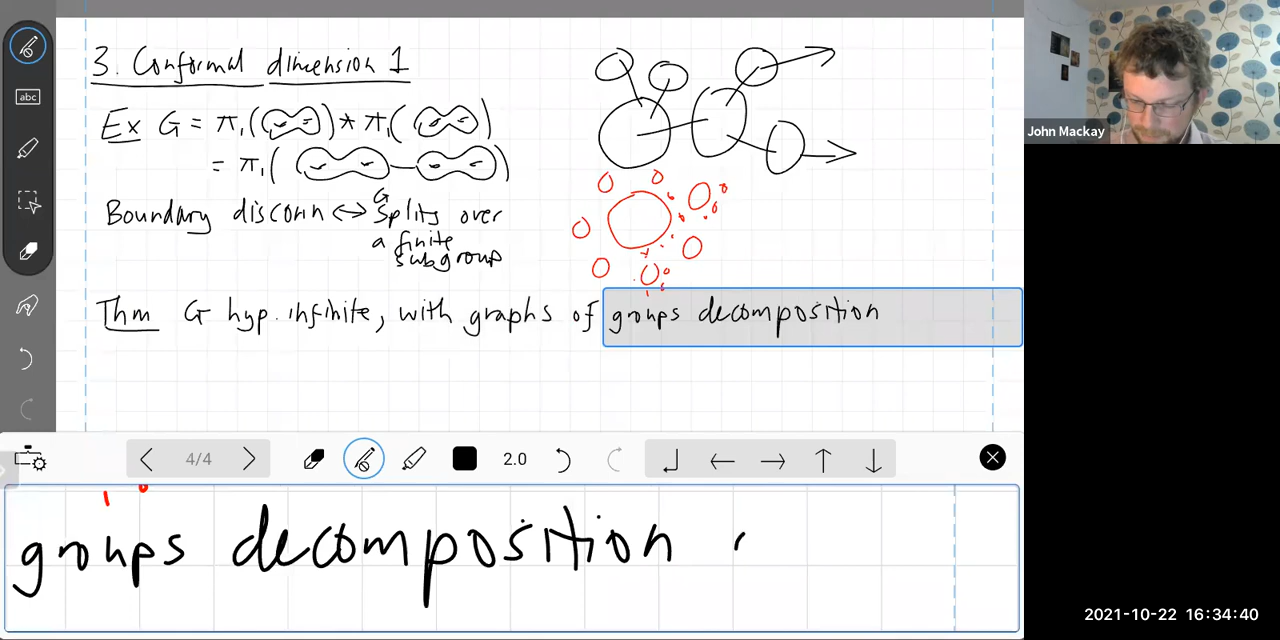 abc
3. Conformal dimension 1
Ex G = π₁( ) * π₁( )
= π₁( )
Boundary disconn ↔ G splits over
a finite
subgroup
Thm G hyp. infinite, with graphs of groups decomposition
4/4
2.0
groups decomposition
John Mackay
2021-10-22 16:34:40